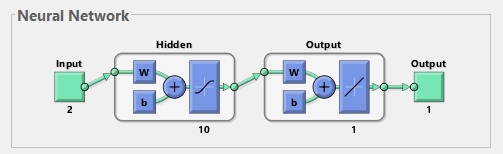 Neural Network
Hidden Output
Input Output
W W
b b
+ +
2 10 1 1